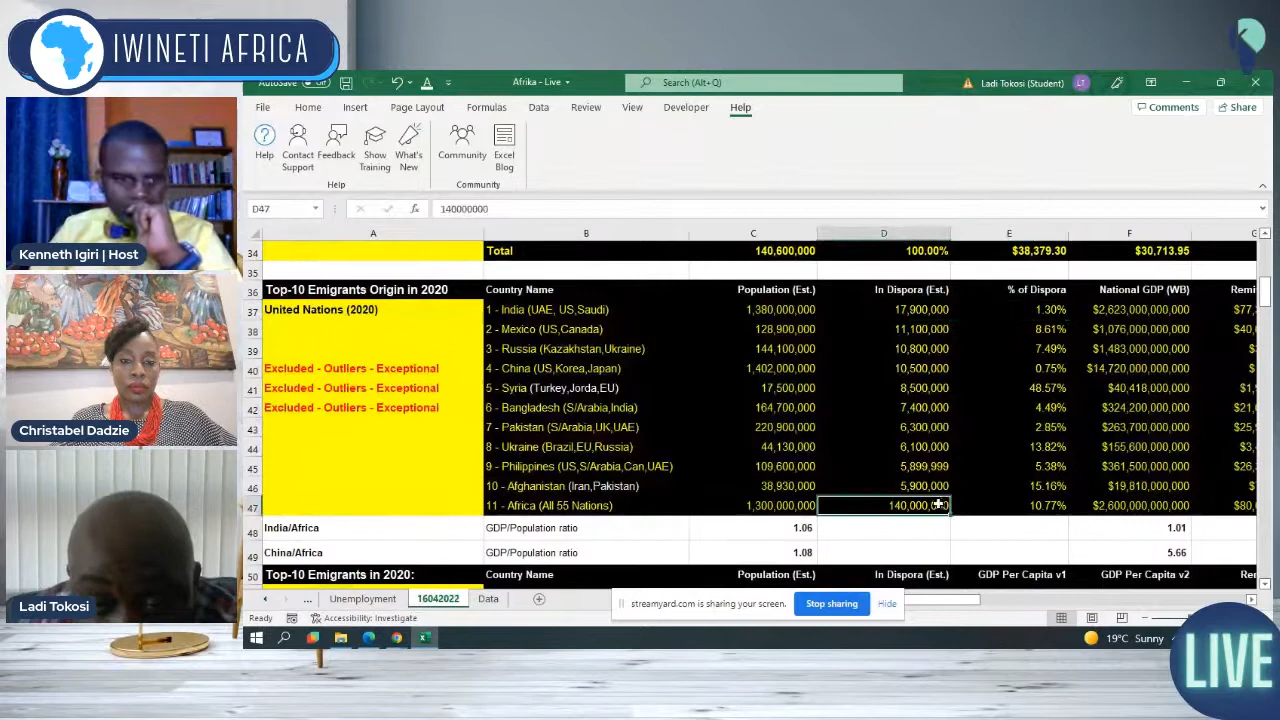 IWINETI AFRICA
Kenneth Igiri | Host
Christabel Dadzie
Ladi Tokosi
Afrika - Live
Search (Alt+Q)
Ladi Tokosi (Student) LT
File Home Insert Page Layout Formulas Data Review View Developer Help
Comments Share
Help Contact Support Feedback Show Training What's New Community Excel Blog
Help Community
D47 fx 140000000
A B C D E F
34 Total 140,600,000 100.00% $38,379.30 $30,713.95
35
36 Top-10 Emigrants Origin in 2020 Country Name Population (Est.) In Dispora (Est.) % of Dispora National GDP (WB) Remi
37 United Nations (2020) 1 - India (UAE, US,Saudi) 1,380,000,000 17,900,000 1.30% $2,623,000,000,000 $77,
38 2 - Mexico (US,Canada) 128,900,000 11,100,000 8.61% $1,076,000,000,000 $40,
39 3 - Russia (Kazakhstan,Ukraine) 144,100,000 10,800,000 7.49% $1,483,000,000,000
40 Excluded - Outliers - Exceptional 4 - China (US,Korea,Japan) 1,402,000,000 10,500,000 0.75% $14,720,000,000,000
41 Excluded - Outliers - Exceptional 5 - Syria (Turkey,Jorda,EU) 17,500,000 8,500,000 48.57% $40,418,000,000 $1,
42 Excluded - Outliers - Exceptional 6 - Bangladesh (S/Arabia,India) 164,700,000 7,400,000 4.49% $324,200,000,000 $21,
43 7 - Pakistan (S/Arabia,UK,UAE) 220,900,000 6,300,000 2.85% $263,700,000,000 $25,
44 8 - Ukraine (Brazil,EU,Russia) 44,130,000 6,100,000 13.82% $155,600,000,000 $3,
45 9 - Philippines (US,S/Arabia,Can,UAE) 109,600,000 5,899,999 5.38% $361,500,000,000 $26,
46 10 - Afghanistan (Iran,Pakistan) 38,930,000 5,900,000 15.16% $19,810,000,000
47 11 - Africa (All 55 Nations) 1,300,000,000 140,000,000 10.77% $2,600,000,000,000 $80,
48 India/Africa GDP/Population ratio 1.06 1.01
49 China/Africa GDP/Population ratio 1.08 5.66
50 Top-10 Emigrants in 2020: Country Name Population (Est.) In Dispora (Est.) GDP Per Capita v1 GDP Per Capita v2
... Unemployment 16042022 Data
streamyard.com is sharing your screen. Stop sharing Hide
Ready Accessibility: Investigate
19°C Sunny
LIVE